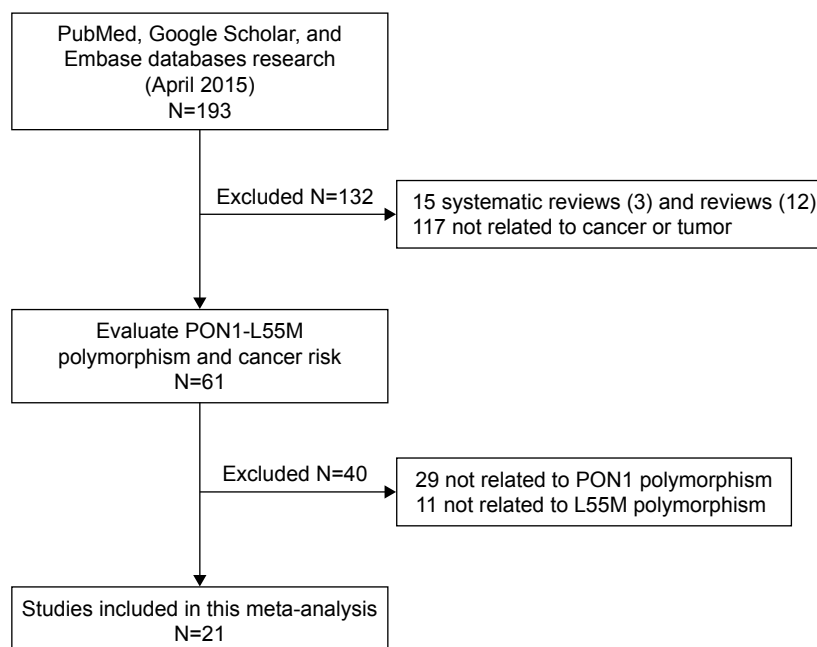 PubMed, Google Scholar, and
Embase databases research
(April 2015)
N=193
Excluded N=132
15 systematic reviews (3) and reviews (12)
117 not related to cancer or tumor
Evaluate PON1-L55M
polymorphism and cancer risk
N=61
Excluded N=40
29 not related to PON1 polymorphism
11 not related to L55M polymorphism
Studies included in this meta-analysis
N=21